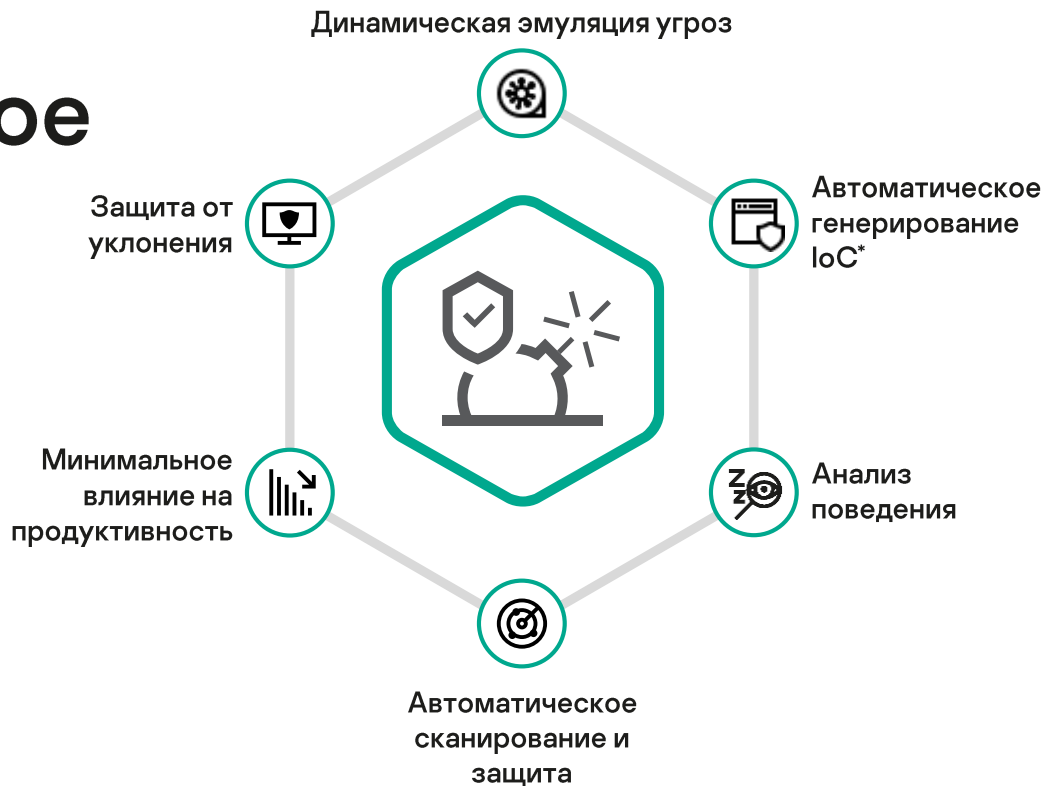 Динамическая эмуляция угроз
ое
Защита от
уклонения
Автоматическое
генерирование
IoC*
Минимальное
влияние на
продуктивность
Анализ
поведения
Автоматическое
сканирование и
защита